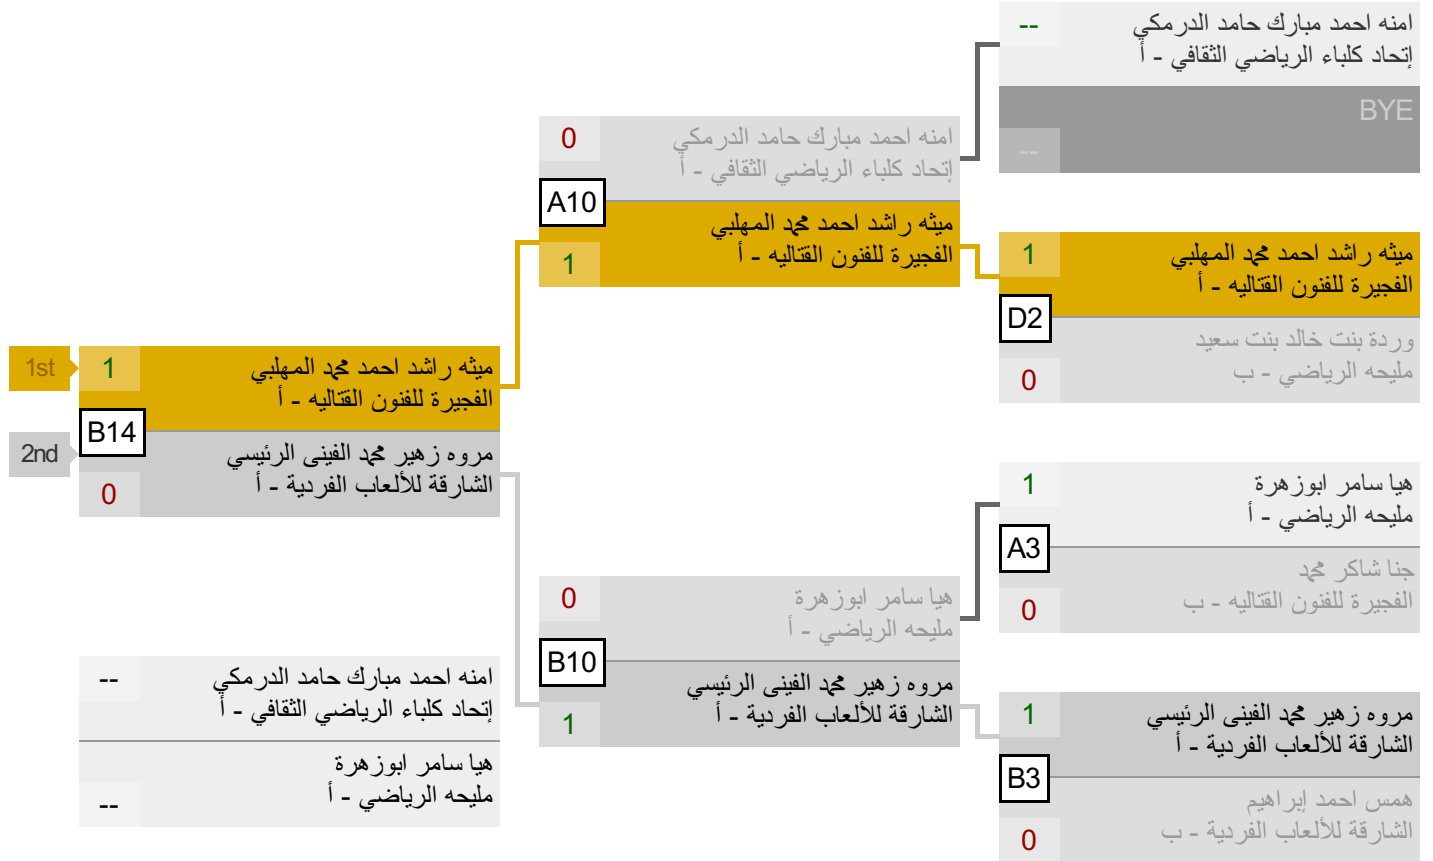 --
امنه احمد مبارك حامد الدرمكي
إتحاد كلباء الرياضي الثقافي - أ
BYE
--
0
امنه احمد مبارك حامد الدرمكي
إتحاد كلباء الرياضي الثقافي - أ
A10
ميثه راشد احمد محمد المهلبي
الفجيرة للفنون القتاليه - أ
1
1
ميثه راشد احمد محمد المهلبي
الفجيرة للفنون القتاليه - أ
D2
وردة بنت خالد بنت سعيد
مليحه الرياضي - ب
0
1st
1
ميثه راشد احمد محمد المهلبي
الفجيرة للفنون القتاليه - أ
B14
2nd
مروه زهير محمد الفينى الرئيسي
الشارقة للألعاب الفردية - أ
0
1
هيا سامر ابوزهرة
مليحه الرياضي - أ
A3
جنا شاكر محمد
الفجيرة للفنون القتاليه - ب
0
0
هيا سامر ابوزهرة
مليحه الرياضي - أ
B10
مروه زهير محمد الفينى الرئيسي
الشارقة للألعاب الفردية - أ
1
--
امنه احمد مبارك حامد الدرمكي
إتحاد كلباء الرياضي الثقافي - أ
هيا سامر ابوزهرة
مليحه الرياضي - أ
--
1
مروه زهير محمد الفينى الرئيسي
الشارقة للألعاب الفردية - أ
B3
همس احمد إبراهيم
الشارقة للألعاب الفردية - ب
0